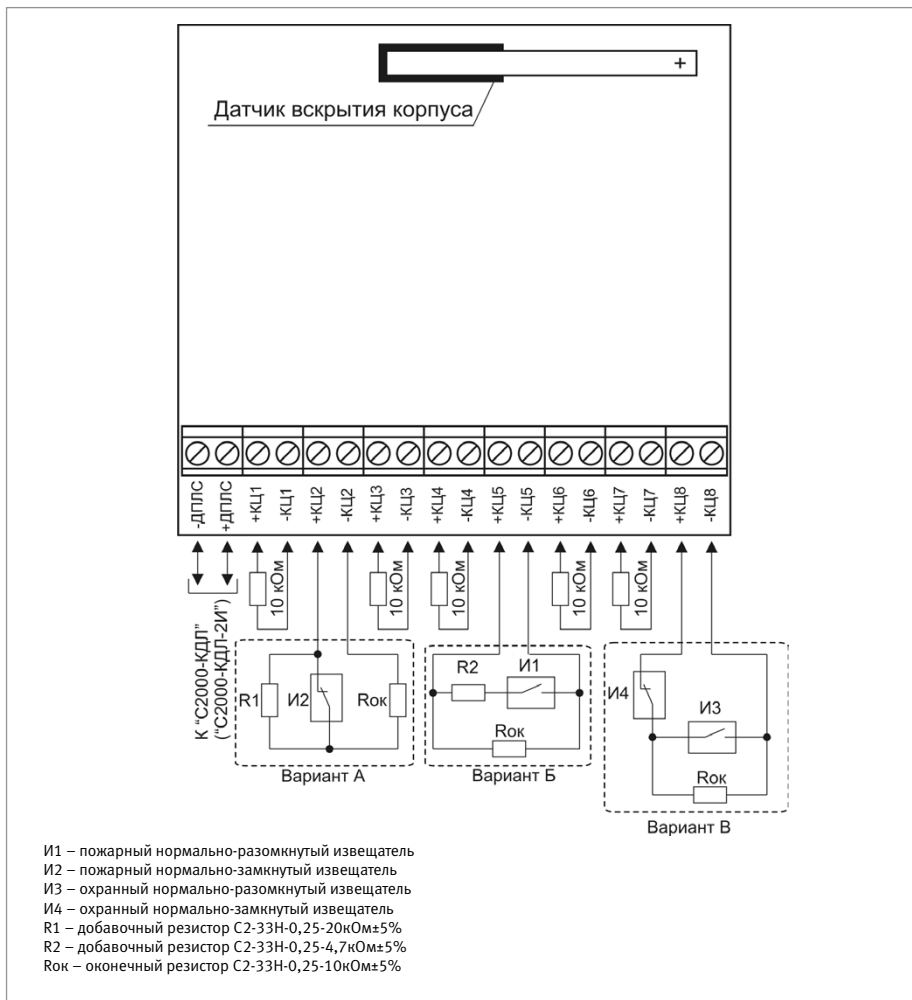 +
Датчик вскрытия корпуса
-ДПЛС
+ДПЛС
+КЦ1
-КЦ1
+КЦ2
-КЦ2
+КЦ3
-КЦ3
+КЦ4
-КЦ4
+КЦ5
-КЦ5
+КЦ6
-КЦ6
+КЦ7
-КЦ7
+КЦ8
-КЦ8
К "С2000-КДЛ"
("С2000-КДЛ-2И")
10 кОм
10 кОм
10 кОм
10 кОм
10 кОм
R1
И2
Rок
Вариант А
R2
И1
Rок
Вариант Б
И4
И3
Rок
Вариант В
И1 – пожарный нормально-разомкнутый извещатель
И2 – пожарный нормально-замкнутый извещатель
И3 – охранный нормально-разомкнутый извещатель
И4 – охранный нормально-замкнутый извещатель
R1 – добавочный резистор С2-33Н-0,25-20кОм±5%
R2 – добавочный резистор С2-33Н-0,25-4,7кОм±5%
Rок – оконечный резистор С2-33Н-0,25-10кОм±5%